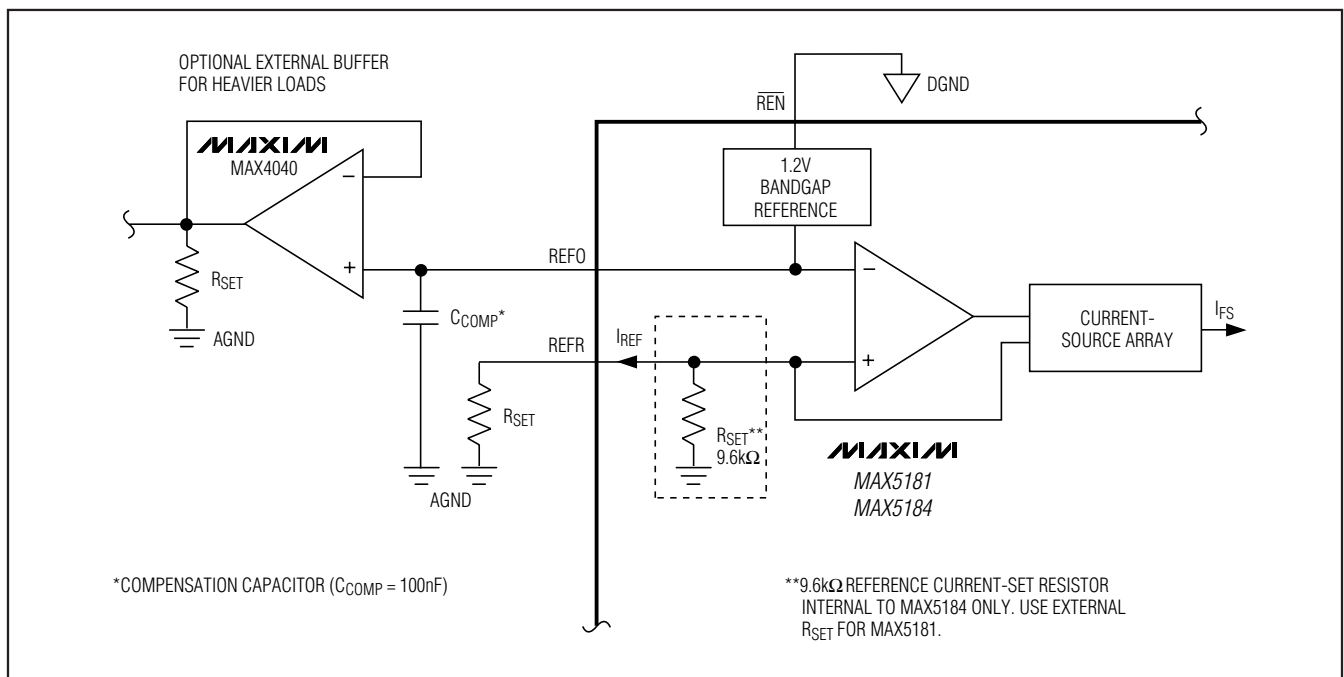 OPTIONAL EXTERNAL BUFFER
FOR HEAVIER LOADS
MAXIM
MAX4040
−
+
RSET
AGND
REN
DGND
1.2V
BANDGAP
REFERENCE
REFO
CCOMP*
REFR
IREF
RSET
AGND
RSET**
9.6kΩ
−
+
CURRENT-
SOURCE ARRAY
IFS
MAXIM
MAX5181
MAX5184
*COMPENSATION CAPACITOR (CCOMP = 100nF)
**9.6kΩ REFERENCE CURRENT-SET RESISTOR
INTERNAL TO MAX5184 ONLY. USE EXTERNAL
RSET FOR MAX5181.